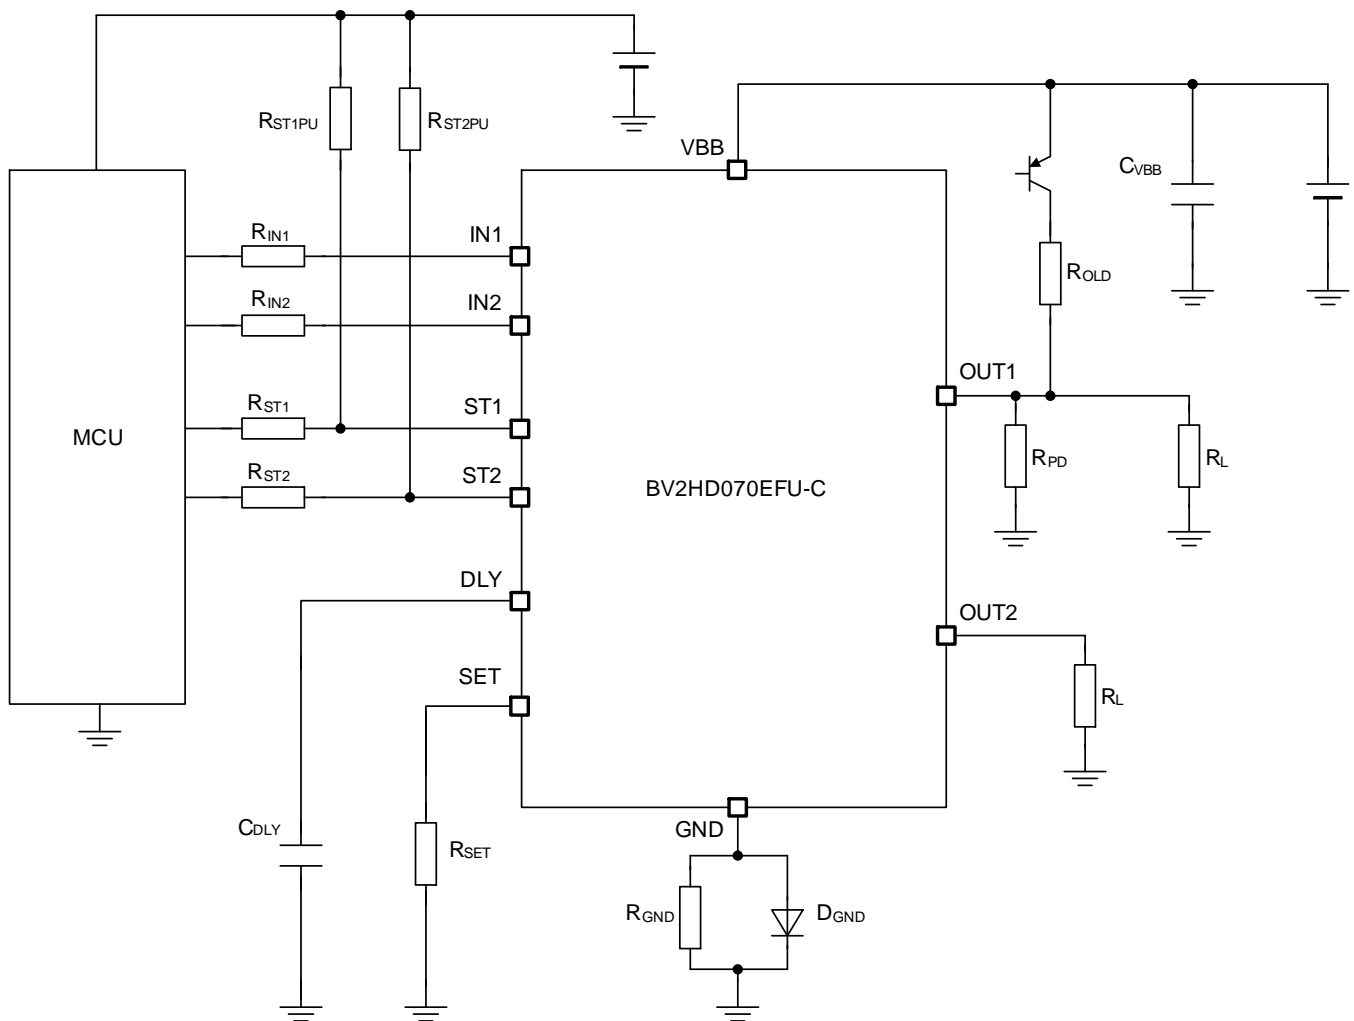 RST1PU
RST2PU
VBB
CVBB
RIN1
IN1
RIN2
IN2
ROLD
OUT1
RST1
ST1
MCU
RPD
RL
RST2
ST2
BV2HD070EFU-C
DLY
OUT2
SET
RL
CDLY
RSET
GND
RGND
DGND